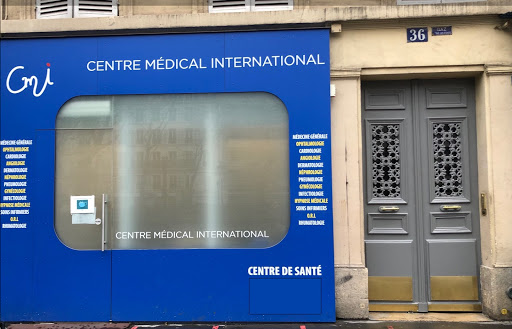 36
GAZ
Cmi
CENTRE MÉDICAL INTERNATIONAL
MÉDECINE GÉNÉRALE
OPHTALMOLOGIE
CARDIOLOGIE
ANGIOLOGIE
DERMATOLOGIE
NÉPHROLOGIE
PNEUMOLOGIE
GYNÉCOLOGIE
INFECTIOLOGIE
HYPNOSE MÉDICALE
SOINS INFIRMIERS
O.R.L
RHUMATOLOGIE
MÉDECINE GÉNÉRALE
OPHTALMOLOGIE
CARDIOLOGIE
ANGIOLOGIE
DERMATOLOGIE
NÉPHROLOGIE
PNEUMOLOGIE
GYNÉCOLOGIE
INFECTIOLOGIE
HYPNOSE MÉDICALE
SOINS INFIRMIERS
O.R.L
RHUMATOLOGIE
CENTRE MÉDICAL INTERNATIONAL
CENTRE DE SANTÉ